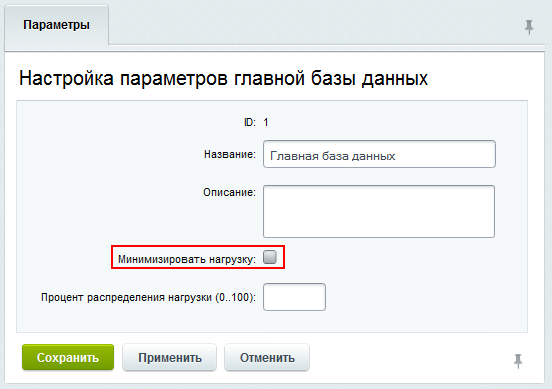 Параметры
Настройка параметров главной базы данных
ID: 1
Название: Главная база данных
Описание:
Минимизировать нагрузку:
Процент распределения нагрузки (0..100):
Сохранить Применить Отменить